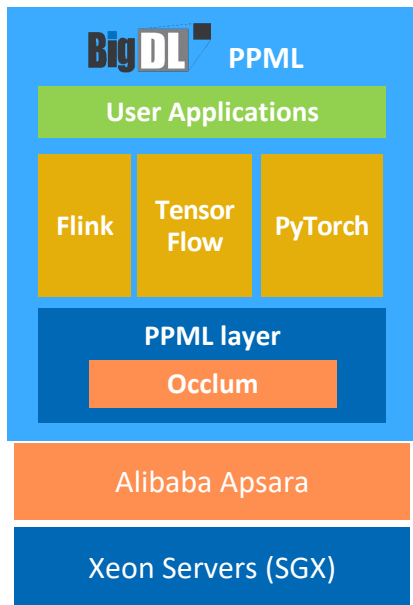 BigDL PPML
User Applications
Flink
Tensor
Flow
PyTorch
PPML layer
Occlum
Alibaba Apsara
Xeon Servers (SGX)